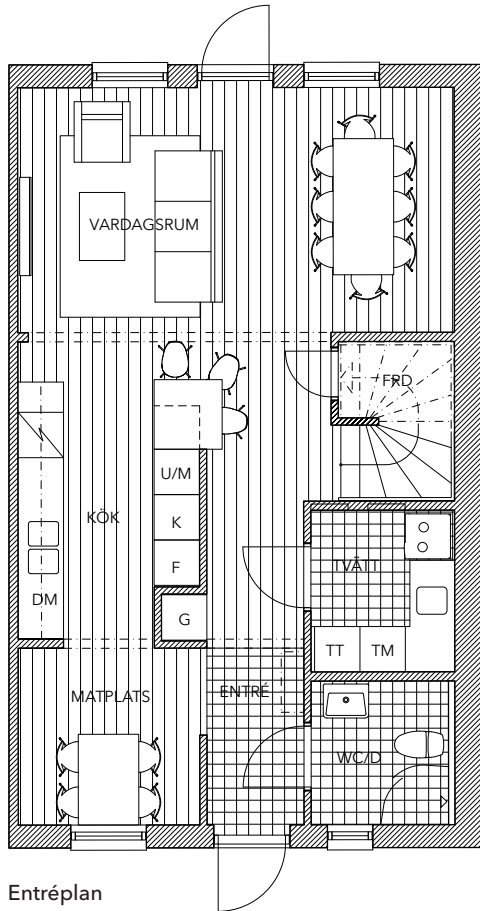 VARDAGSRUM
FRD
U/M
KÖK
K
TVÄTT
F
DM
G
TT
TM
MATPLATS
ENTRÉ
WC/D
Entréplan